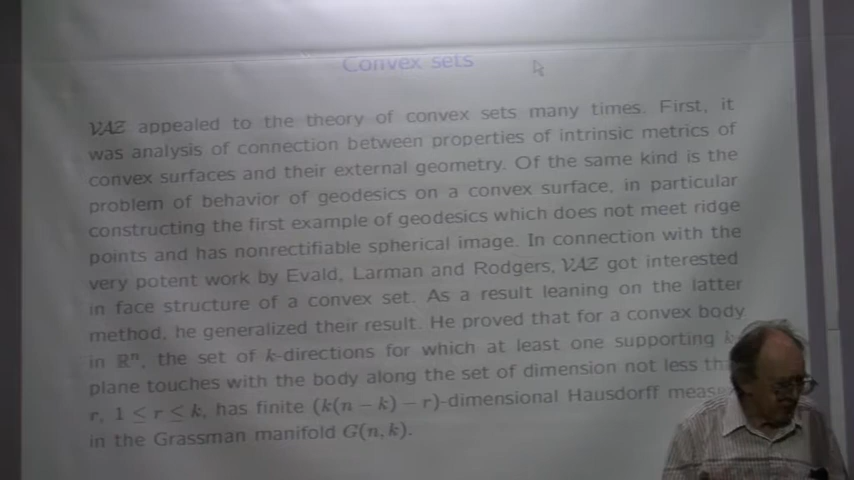 Convex sets
VAZ appealed to the theory of convex sets many times. First, it
was analysis of connection between properties of intrinsic metrics of
convex surfaces and their external geometry. Of the same kind is the
problem of behavior of geodesics on a convex surface, in particular
constructing the first example of geodesics which does not meet ridge
points and has nonrectifiable spherical image. In connection with the
very potent work by Evald, Larman and Rodgers, VAZ got interested
in face structure of a convex set. As a result leaning on the latter
method, he generalized their result. He proved that for a convex body
in ℝⁿ, the set of k-directions for which at least one supporting
plane touches with the body along the set of dimension not less
r, 1 ≤ r ≤ k, has finite (k(n − k) − r)-dimensional Hausdorff
in the Grassman manifold G(n, k).